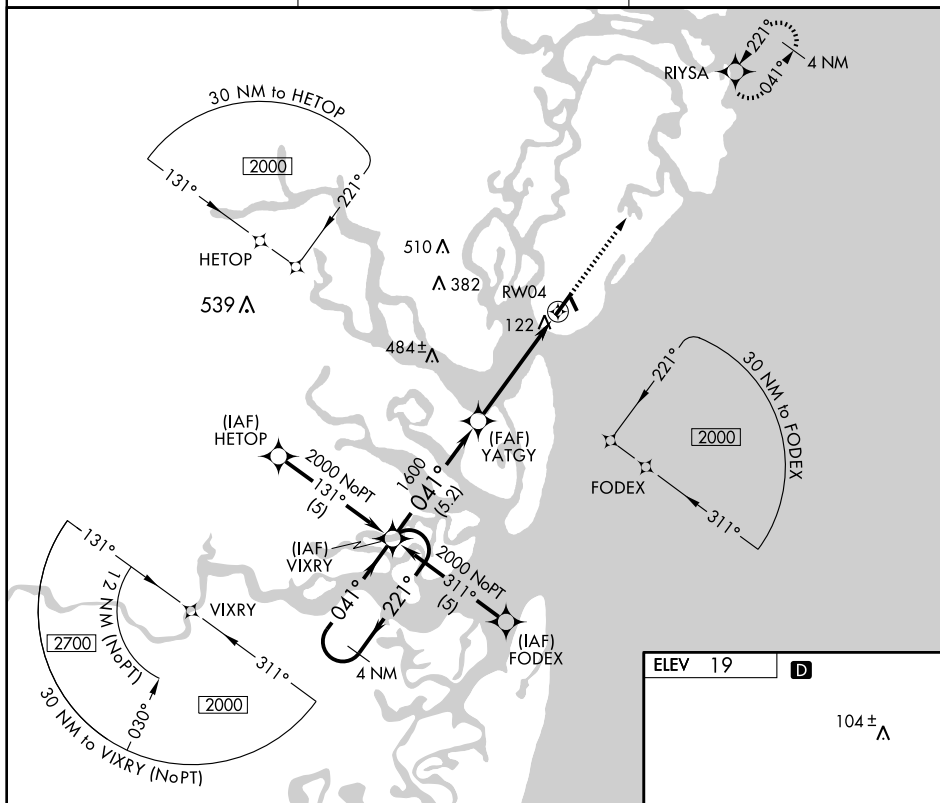 RIYSA
221°
041°
4 NM
30 NM to HETOP
2000
131°
221°
HETOP
510
382
539
RW04
122
484±
(IAF)
HETOP
2000 NoPT
131°
(5)
(FAF)
YATGY
1600
041°
(5.2)
221°
30 NM to FODEX
2000
FODEX
311°
(IAF)
VIXRY
2000 NoPT
311°
(5)
(IAF)
FODEX
041°
221°
4 NM
131°
VIXRY
12 NM (NoPT)
2700
311°
2000
030°
30 NM to VIXRY (NoPT)
ELEV 19
D
104±